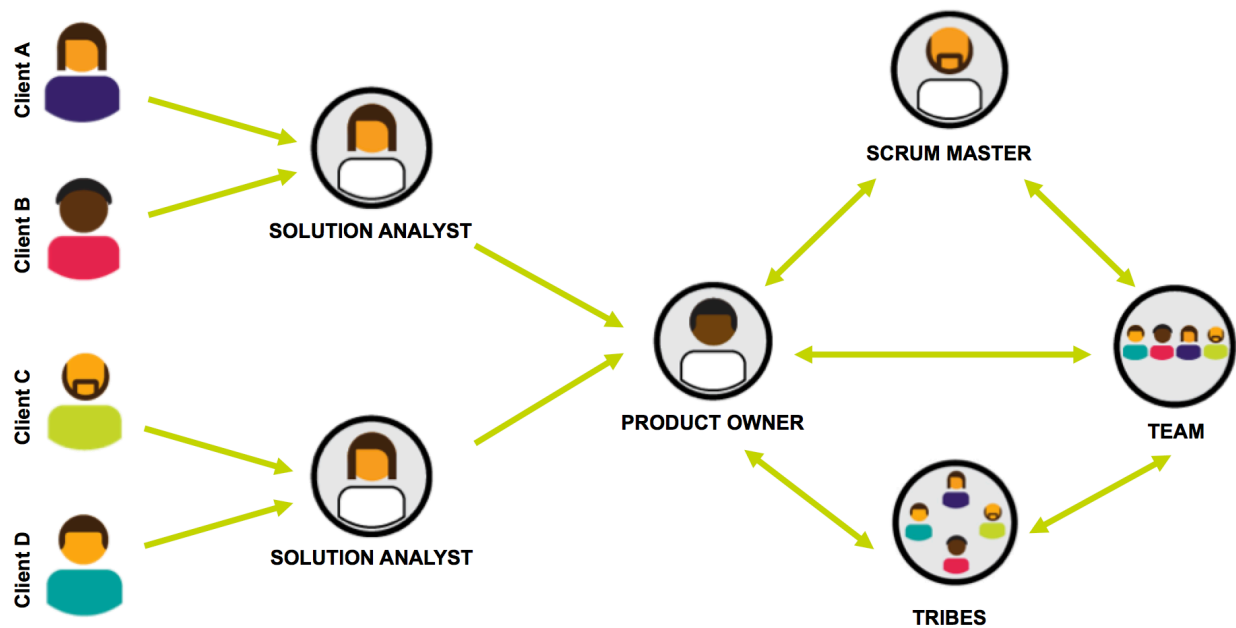 Client A
Client B
Client C
Client D
SOLUTION ANALYST
SOLUTION ANALYST
SCRUM MASTER
PRODUCT OWNER
TEAM
TRIBES